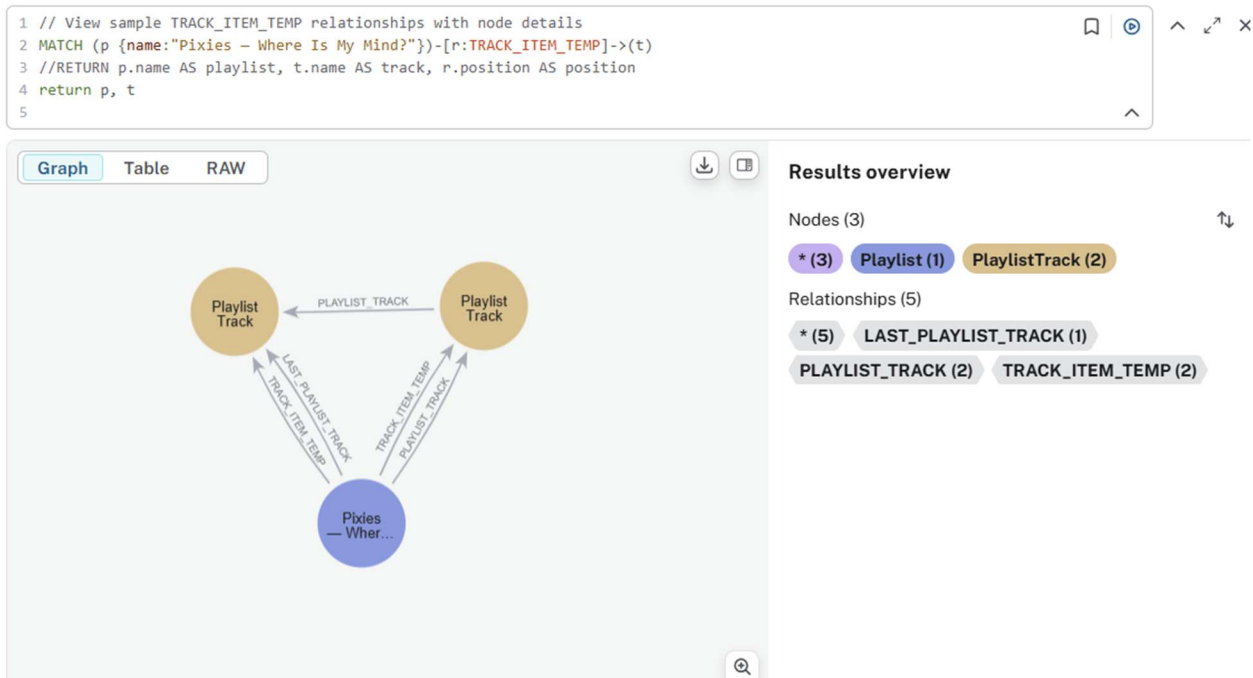 1 // View sample TRACK_ITEM_TEMP relationships with node details
2 MATCH (p {name:"Pixies — Where Is My Mind?"})-[r:TRACK_ITEM_TEMP]->(t)
3 //RETURN p.name AS playlist, t.name AS track, r.position AS position
4 return p, t
5
Graph Table RAW
Results overview
Nodes (3)
* (3) Playlist (1) PlaylistTrack (2)
Relationships (5)
* (5) LAST_PLAYLIST_TRACK (1)
PLAYLIST_TRACK (2) TRACK_ITEM_TEMP (2)
Playlist
Track
PLAYLIST_TRACK
Playlist
Track
LAST_PLAYLIST_TRACK
TRACK_ITEM_TEMP
TRACK_ITEM_TEMP
PLAYLIST_TRACK
Pixies
— Wher...